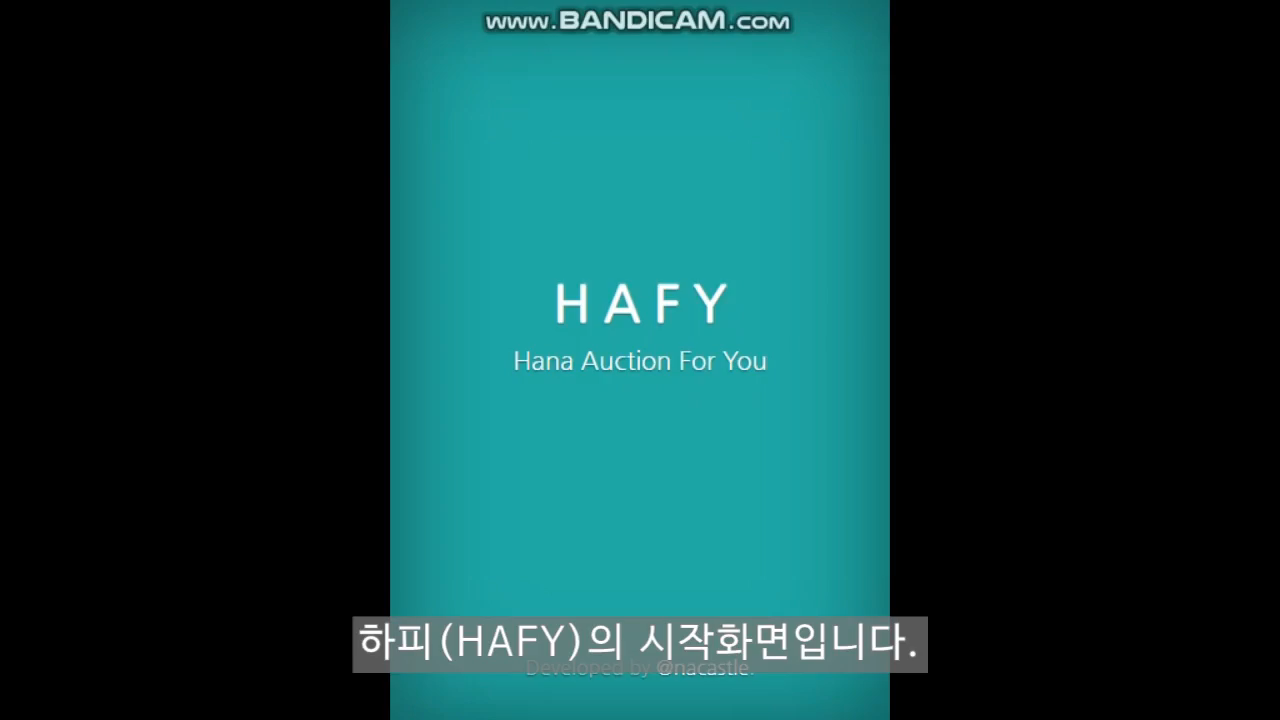 www.BANDICAM.com
HAFY
Hana Auction For You
하피(HAFY)의 시작화면입니다.
Developed by @nacastle.